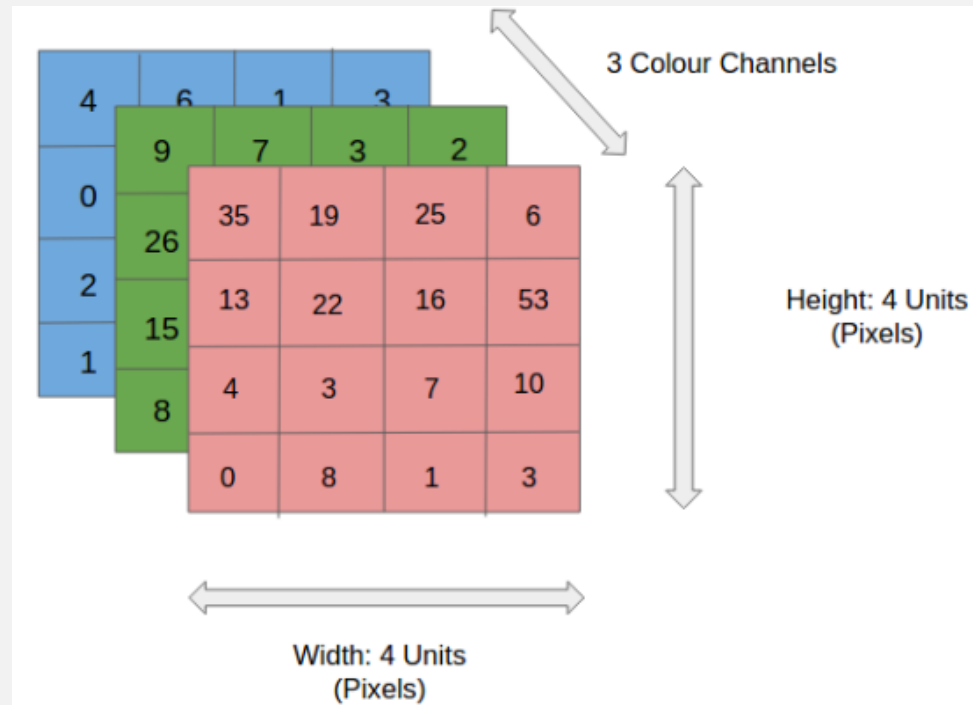 3 Colour Channels
4 6 1 3
9 7 3 2
0
35 19 25 6
26
2
13 22 16 53
Height: 4 Units
(Pixels)
15
1
4 3 7 10
8
0 8 1 3
Width: 4 Units
(Pixels)